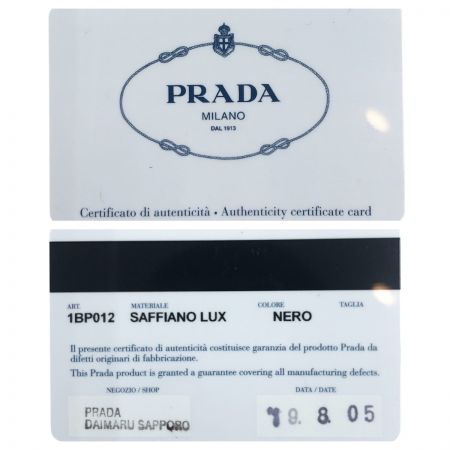 PRADA
MILANO
DAL 1913
Certificato di autenticità • Authenticity certificate card
ART. MATERIALE COLORE TAGLIA
1BP012 SAFFIANO LUX NERO
Il presente certificato di autenticità costituisce garanzia del prodotto Prada da
difetti originari di fabbricazione.
This Prada product is granted a guarantee covering all manufacturing defects.
NEGOZIO / SHOP DATA / DATE
PRADA
DAIMARU SAPPORO
19. 8. 05